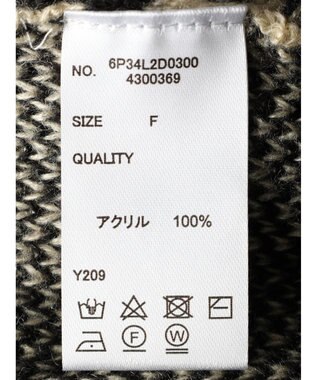 NO. 6P34L2D0300
4300369
SIZE F
QUALITY
アクリル 100%
Y209
F W